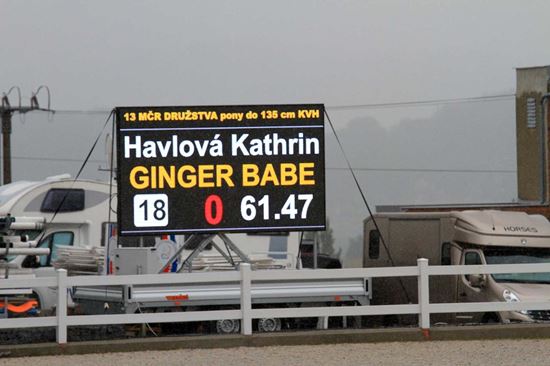 13 MČR DRUŽSTVA pony do 135 cm KVH
Havlová Kathrin
GINGER BABE
18 0 61.47
HORSES